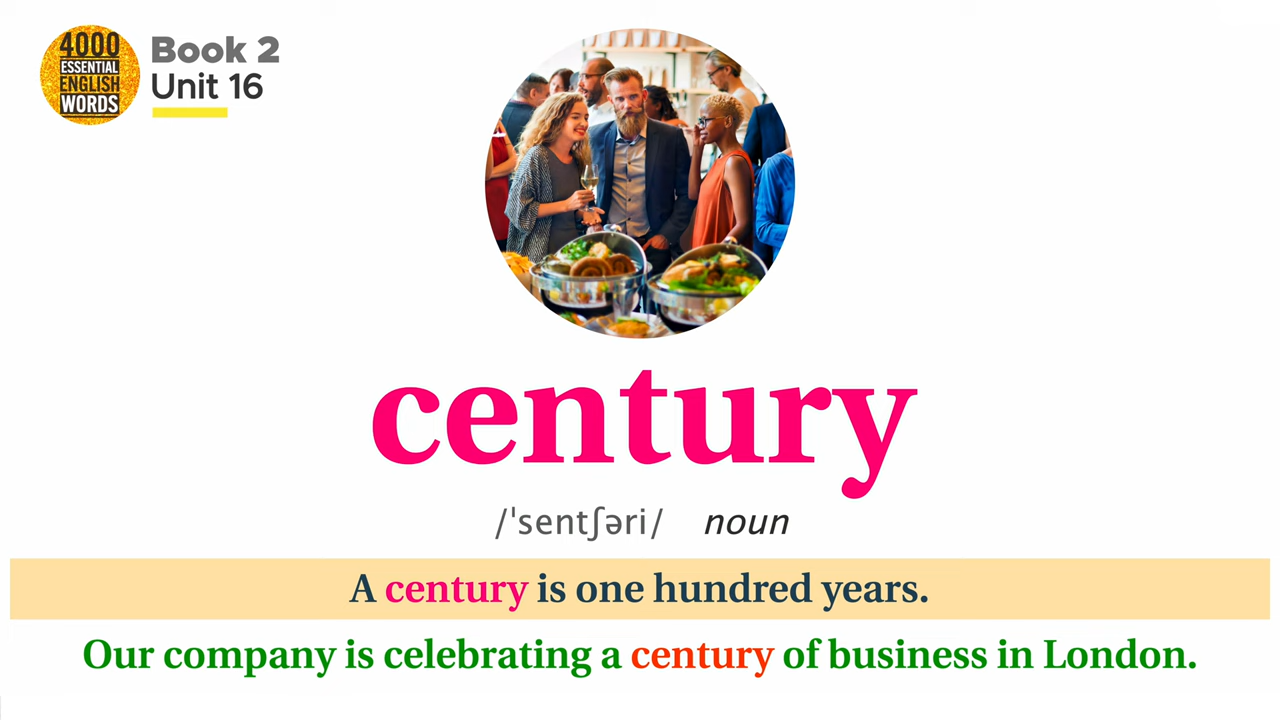 4000
ESSENTIAL
ENGLISH
WORDS
Book 2
Unit 16
century
/ˈsentʃəri/ noun
A century is one hundred years.
Our company is celebrating a century of business in London.